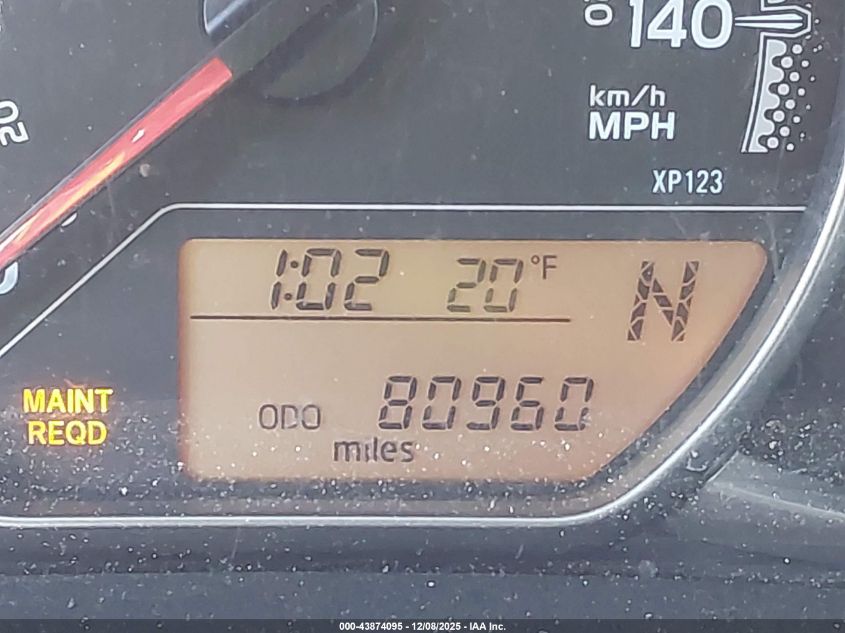 140
20
km/h
MPH
XP123
1:02 20 °F N
MAINT
REQD
ODO 80960
miles
000-43874095 - 12/08/2025 - IAA Inc.